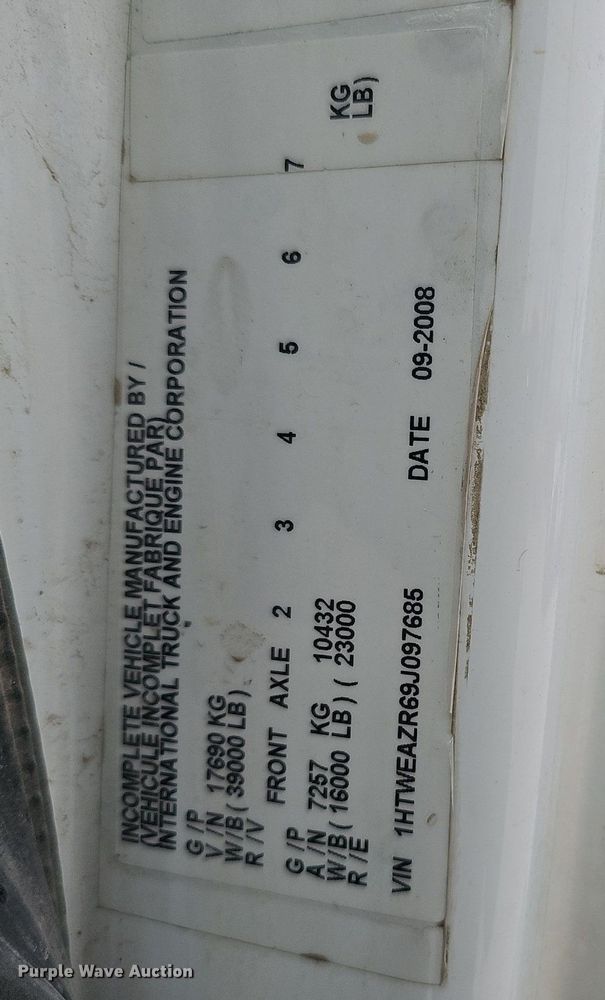 INCOMPLETE VEHICLE MANUFACTURED BY /
(VEHICULE INCOMPLET FABRIQUE PAR)
INTERNATIONAL TRUCK AND ENGINE CORPORATION
G /P
V /N 17690 KG
W/B ( 39000 LB )
R /V
FRONT AXLE 2 3 4 5 6 7
G /P
A /N 7257 KG 10432 KG
W/B ( 16000 LB ) ( 23000 LB )
R /E
VIN 1HTWEAZR69J097685 DATE 09-2008
Purple Wave Auction